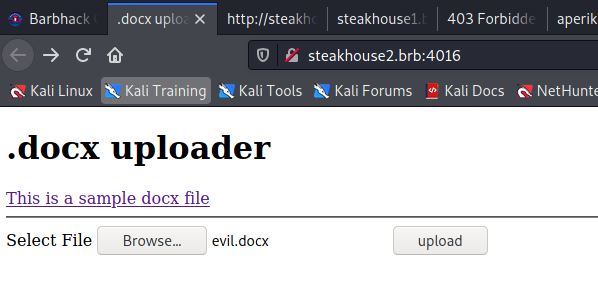 Barbhack
.docx uploa
http://steakho
steakhouse1.b
403 Forbidde
aperik
steakhouse2.brb:4016
Kali Linux Kali Training Kali Tools Kali Forums Kali Docs NetHunte
.docx uploader
This is a sample docx file
Select File Browse... evil.docx upload